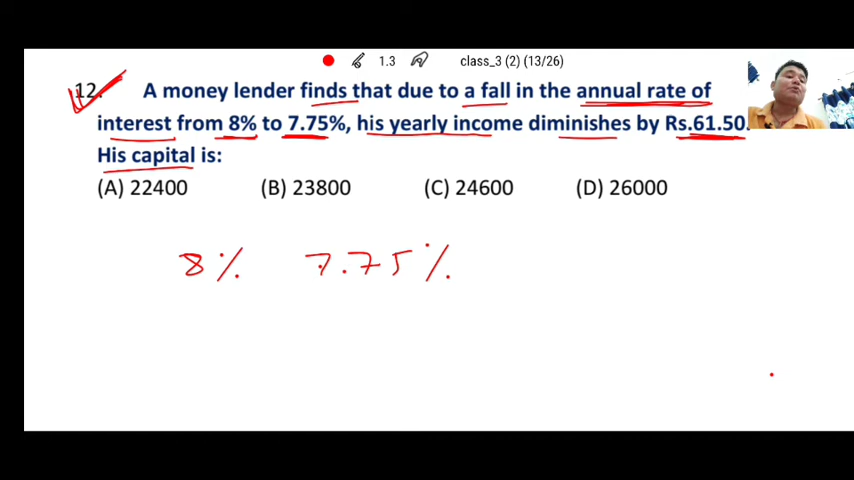 1.3 class_3 (2) (13/26)
12. A money lender finds that due to a fall in the annual rate of
interest from 8% to 7.75%, his yearly income diminishes by Rs.61.50.
His capital is:
(A) 22400 (B) 23800 (C) 24600 (D) 26000
8% 7.75%